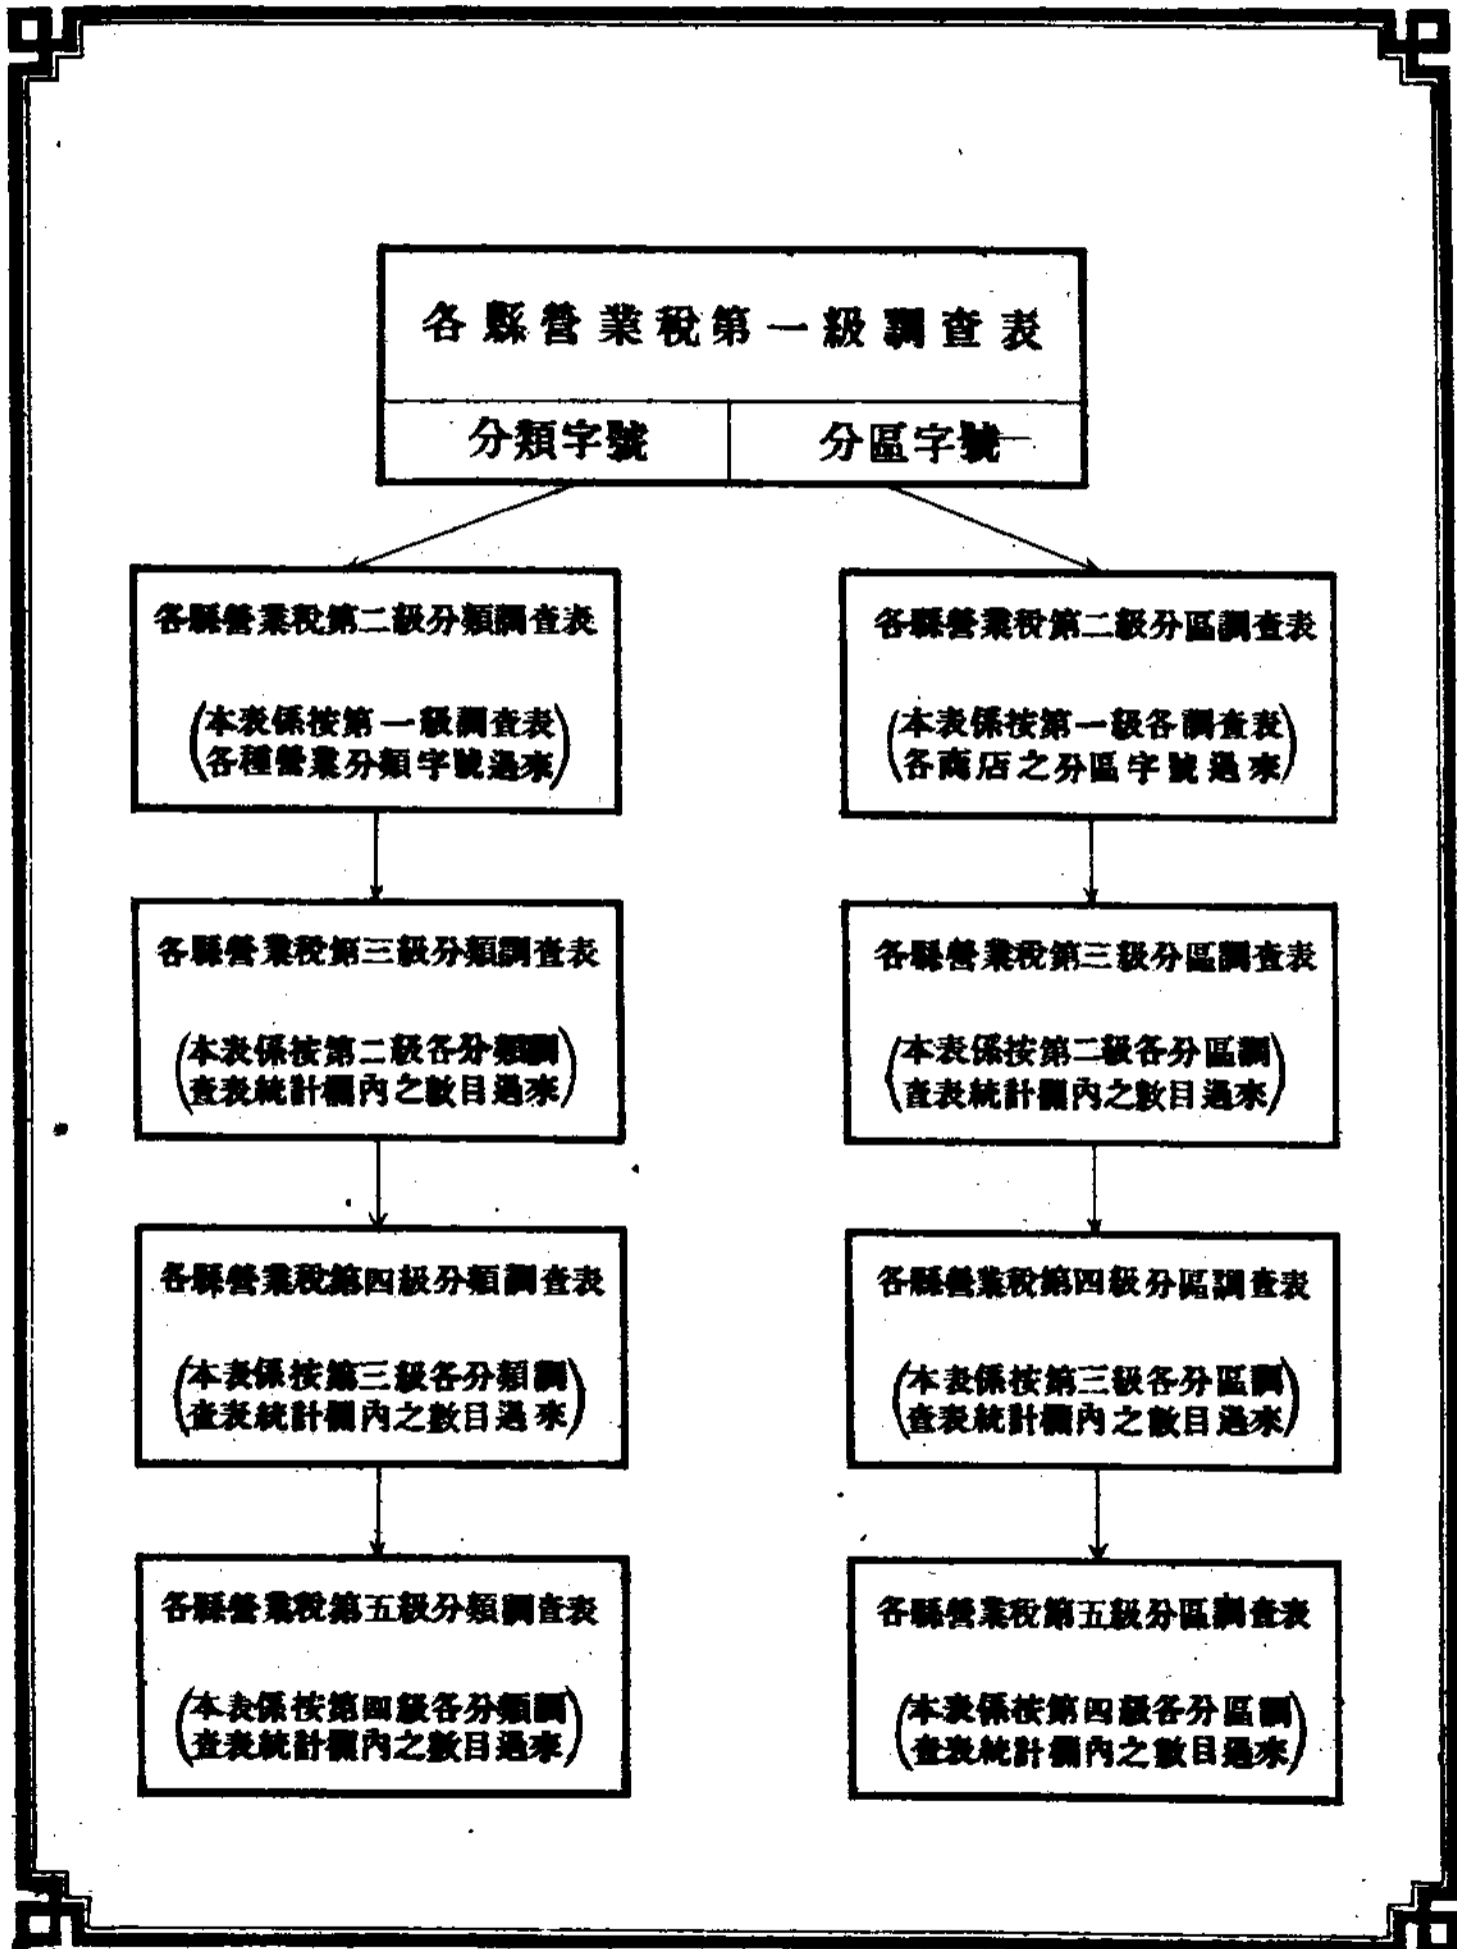 各縣營業稅第一級調查表
分類字號
分區字號
各縣營業稅第二級分類調查表
(本表係按第一級調查表
各種營業分類字號過來)
各縣營業稅第二級分區調查表
(本表係按第一級各調查表
各商店之分區字號過來)
各縣營業稅第三級分類調查表
(本表係按第二級各分類調
查表統計欄內之數目過來)
各縣營業稅第三級分區調查表
(本表係按第二級各分區調
查表統計欄內之數目過來)
各縣營業稅第四級分類調查表
(本表係按第三級各分類調
查表統計欄內之數目過來)
各縣營業稅第四級分區調查表
(本表係按第三級各分區調
查表統計欄內之數目過來)
各縣營業稅第五級分類調查表
(本表係按第四級各分類調
查表統計欄內之數目過來)
各縣營業稅第五級分區調查表
(本表係按第四級各分區調
查表統計欄內之數目過來)